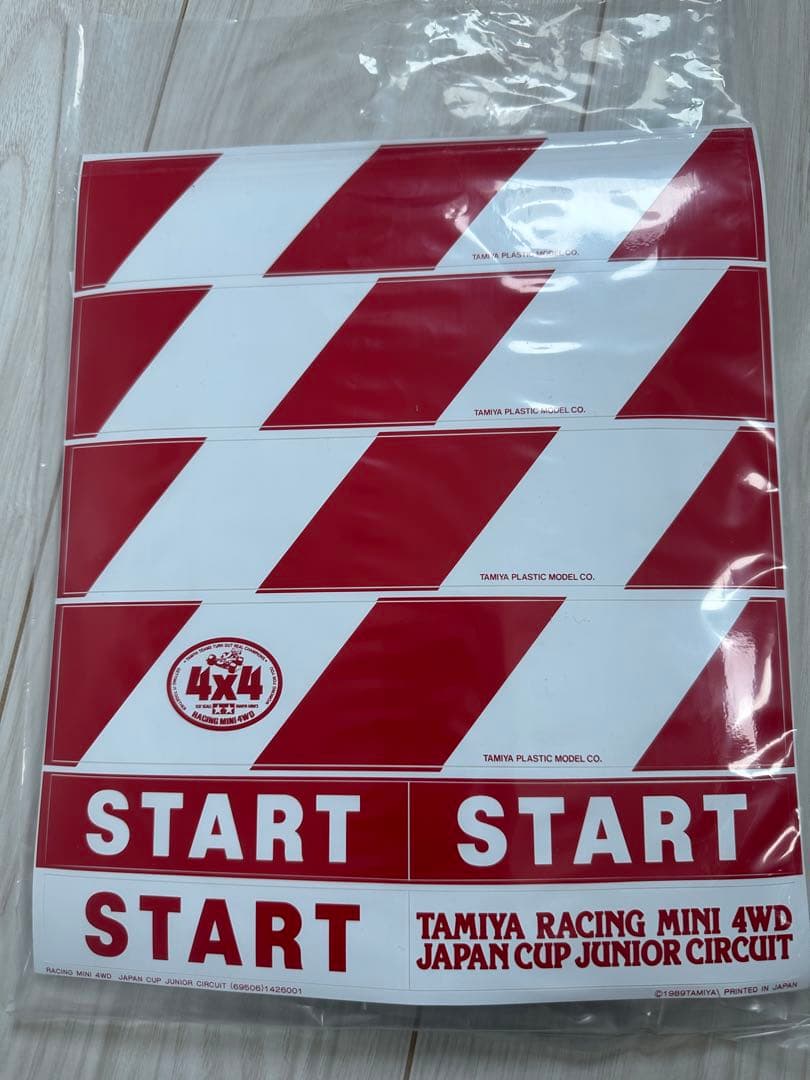 TAMIYA PLASTIC MODEL CO.
TAMIYA PLASTIC MODEL CO.
TAMIYA PLASTIC MODEL CO.
4x4
RACING MINI 4WD
TAMIYA PLASTIC MODEL CO.
START START
START
TAMIYA RACING MINI 4WD
JAPAN CUP JUNIOR CIRCUIT
RACING MINI 4WD JAPAN CUP JUNIOR CIRCUIT (69506)1426001
©1989TAMIYA PRINTED IN JAPAN